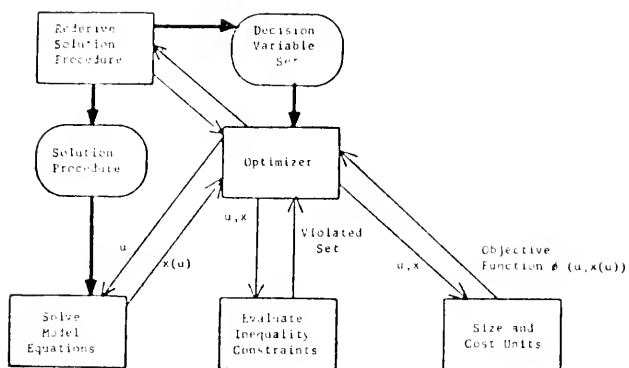 Rederive
Solution
Procedure
Decision
Variable
Set
Solution
Procedure
Optimizer
u
x(u)
u,x
Violated
Set
u,x
Objective
Function ø (u,x(u))
Solve
Model
Equations
Evaluate
Inequality
Constraints
Size and
Cost Units